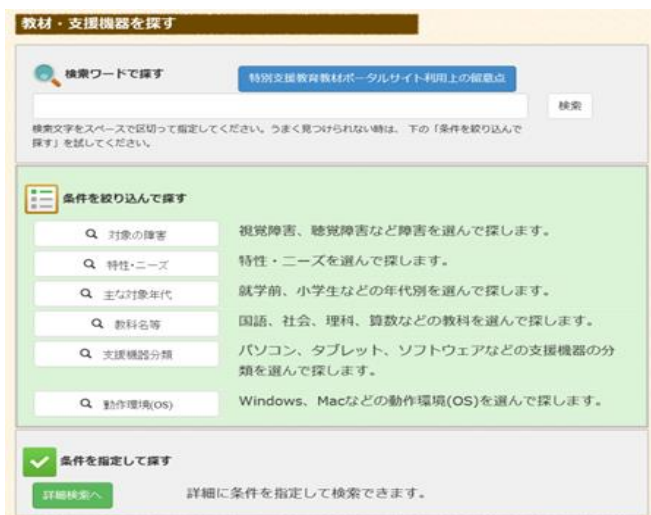 教材・支援機器を探す
検索ワードで探す
特別支援教育教材ポータルサイト利用上の留意点
検索
検索文字をスペースで区切って指定してください。うまく見つけられない時は、下の「条件を絞り込んで
探す」を試してください。
条件を絞り込んで探す
対象の障害 視覚障害、聴覚障害など障害を選んで探します。
特性・ニーズ 特性・ニーズを選んで探します。
主な対象年代 就学前、小学生などの年代別を選んで探します。
教科名等 国語、社会、理科、算数などの教科を選んで探します。
支援機器分類 パソコン、タブレット、ソフトウェアなどの支援機器の分
類を選んで探します。
動作環境(OS) Windows、Macなどの動作環境(OS)を選んで探します。
条件を指定して探す
詳細検索へ 詳細に条件を指定して検索できます。